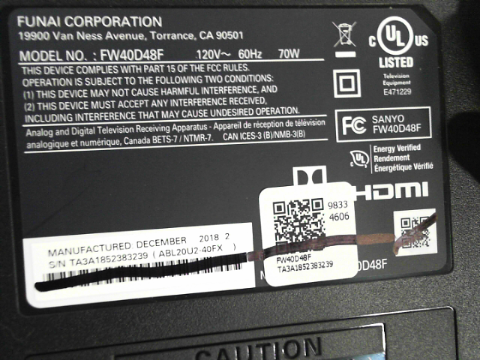 FUNAI CORPORATION
19900 Van Ness Avenue, Torrance, CA 90501
MODEL NO. : FW40D48F 120V~ 60Hz 70W
THIS DEVICE COMPLIES WITH PART 15 OF THE FCC RULES.
OPERATION IS SUBJECT TO THE FOLLOWING TWO CONDITIONS:
(1) THIS DEVICE MAY NOT CAUSE HARMFUL INTERFERENCE, AND
(2) THIS DEVICE MUST ACCEPT ANY INTERFERENCE RECEIVED,
INCLUDING INTERFERENCE THAT MAY CAUSE UNDESIRED OPERATION.
Analog and Digital Television Receiving Apparatus - Appareil de réception de télévision
analogique et numérique, Canada BETS-7 / NTMR-7. CAN ICES-3 (B)/NMB-3(B)
c UL US
LISTED
Television
Equipment
E471229
FC SANYO
FW40D48F
Energy Verified
Rendement
Énergétique Vérifié
HDMI
9833
4606
FW40D48F
TA3A1852383239
MANUFACTURED DECEMBER 2018 2
S/N TA3A1852383239 ( ABL20U2-40FX )
40D48F
CAUTION